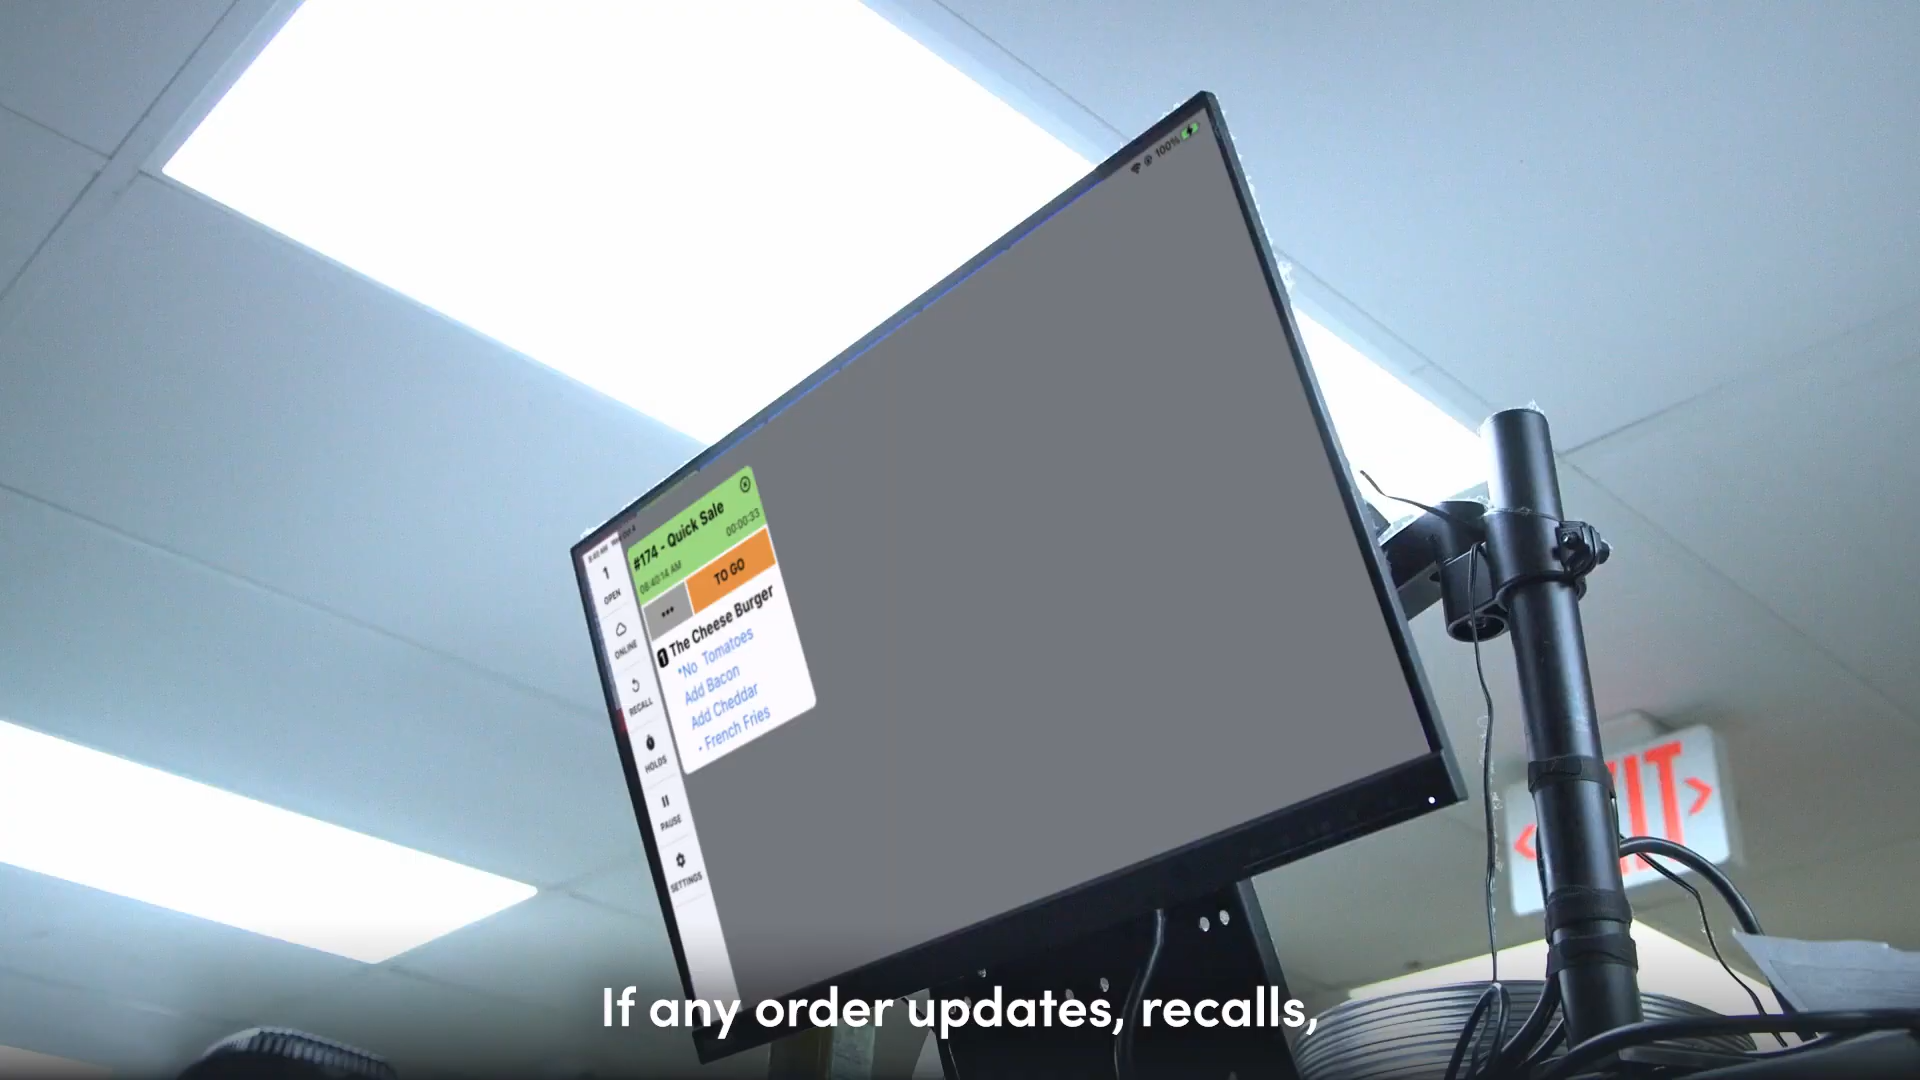 100%
1
OPEN
ONLINE
RECALL
HOLDS
PAUSE
SETTINGS
#174 - Quick Sale
08:40:14 AM 00:00:33
••• TO GO
1 The Cheese Burger
*No Tomatoes
Add Bacon
Add Cheddar
• French Fries
If any order updates, recalls,